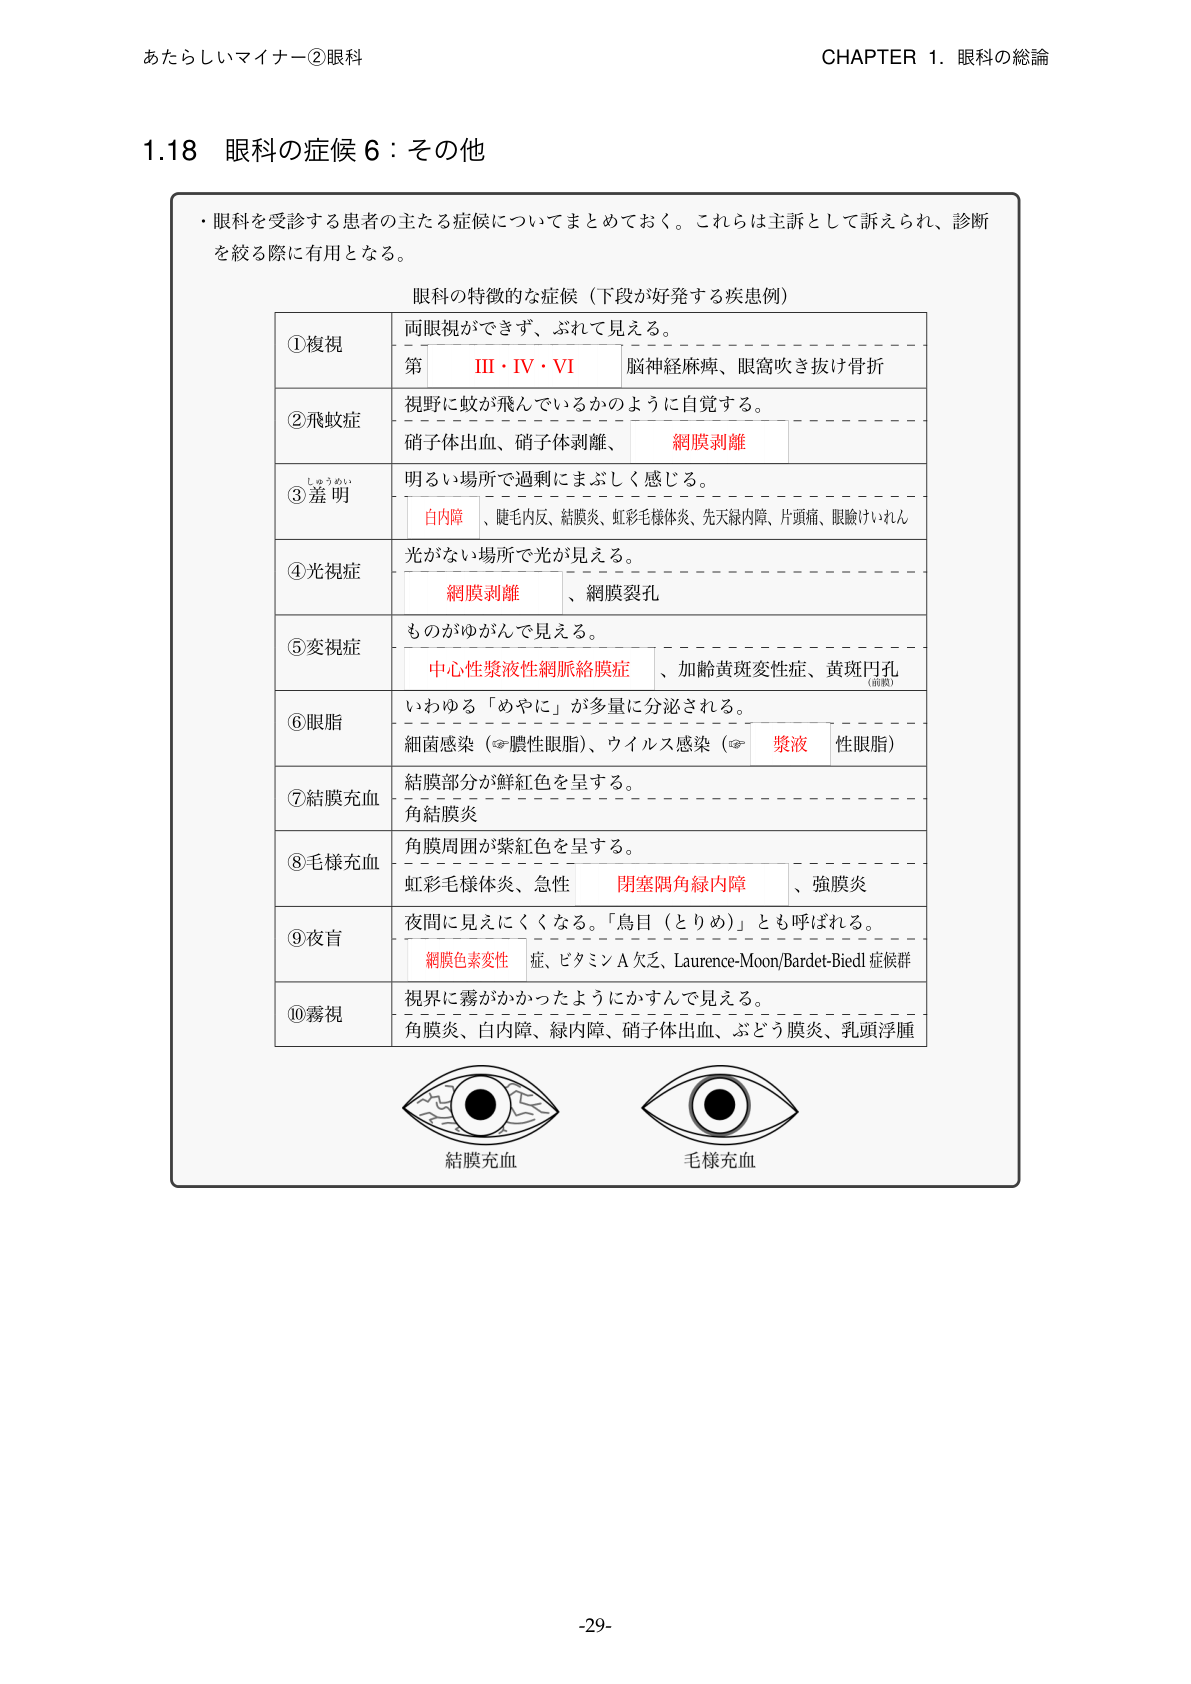 あたらしいマイナー②眼科
CHAPTER 1. 眼科の総論
1.18 眼科の症候 6：その他
・眼科を受診する患者の主たる症候についてまとめておく。これらは主訴として訴えられ、診断
を絞る際に有用となる。
眼科の特徴的な症候（下段が好発する疾患例）
①複視
両眼視ができず、ぶれて見える。
第 III・IV・VI 脳神経麻痺、眼窩吹き抜け骨折
②飛蚊症
視野に蚊が飛んでいるかのように自覚する。
硝子体出血、硝子体剥離、 網膜剥離
しゅうめい
③羞明
明るい場所で過剰にまぶしく感じる。
白内障 、睫毛内反、結膜炎、虹彩毛様体炎、先天緑内障、片頭痛、眼瞼けいれん
④光視症
光がない場所で光が見える。
網膜剥離 、網膜裂孔
⑤変視症
ものがゆがんで見える。
中心性漿液性網脈絡膜症 、加齢黄斑変性症、黄斑円孔
（前膜）
⑥眼脂
いわゆる「めやに」が多量に分泌される。
細菌感染（☞膿性眼脂）、ウイルス感染（☞ 漿液 性眼脂）
⑦結膜充血
結膜部分が鮮紅色を呈する。
角結膜炎
⑧毛様充血
角膜周囲が紫紅色を呈する。
虹彩毛様体炎、急性 閉塞隅角緑内障 、強膜炎
⑨夜盲
夜間に見えにくくなる。「鳥目（とりめ）」とも呼ばれる。
網膜色素変性 症、ビタミン A 欠乏、Laurence-Moon/Bardet-Biedl 症候群
⑩霧視
視界に霧がかかったようにかすんで見える。
角膜炎、白内障、緑内障、硝子体出血、ぶどう膜炎、乳頭浮腫
結膜充血
毛様充血
-29-